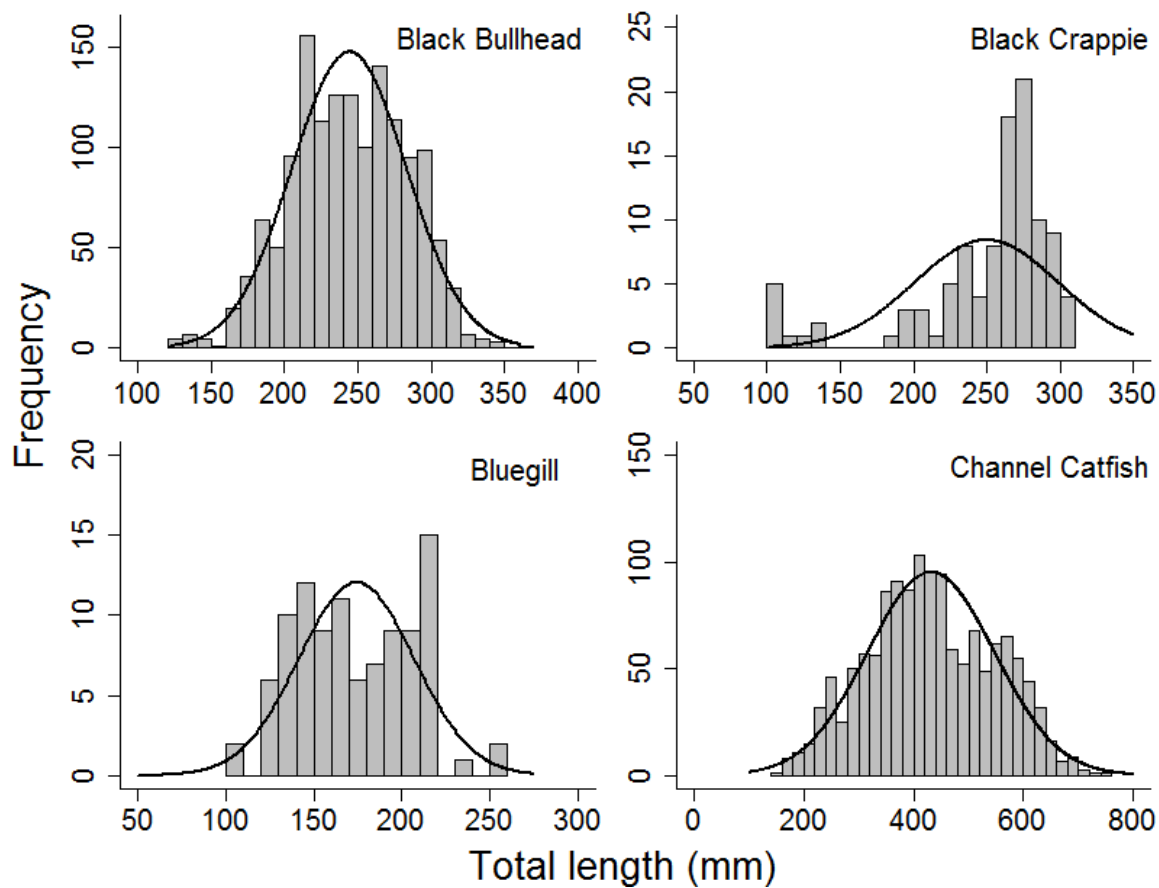 Black Bullhead
150
100
50
0
100 150 200 250 300 350 400
Black Crappie
25
20
15
10
5
0
50 100 150 200 250 300 350
Frequency
Bluegill
20
15
10
5
0
50 100 150 200 250 300
Channel Catfish
150
100
50
0
0 200 400 600 800
Total length (mm)